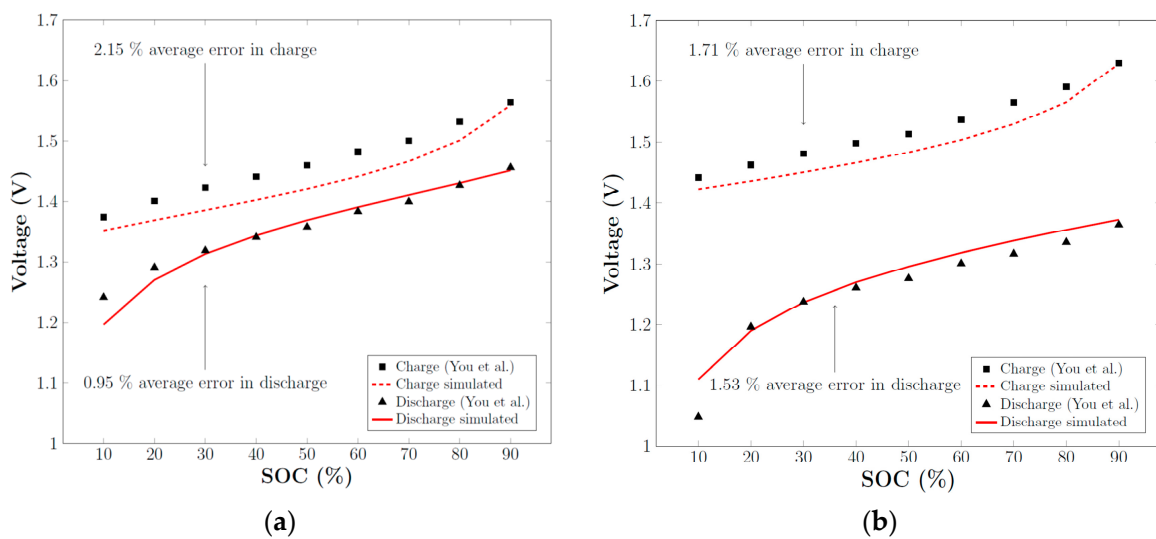 2.15 % average error in charge
0.95 % average error in discharge
Voltage (V)
1.7
1.6
1.5
1.4
1.3
1.2
1.1
1
10 20 30 40 50 60 70 80 90
SOC (%)
Charge (You et al.)
Charge simulated
Discharge (You et al.)
Discharge simulated
(a)
1.71 % average error in charge
1.53 % average error in discharge
Voltage (V)
1.7
1.6
1.5
1.4
1.3
1.2
1.1
1
10 20 30 40 50 60 70 80 90
SOC (%)
Charge (You et al.)
Charge simulated
Discharge (You et al.)
Discharge simulated
(b)